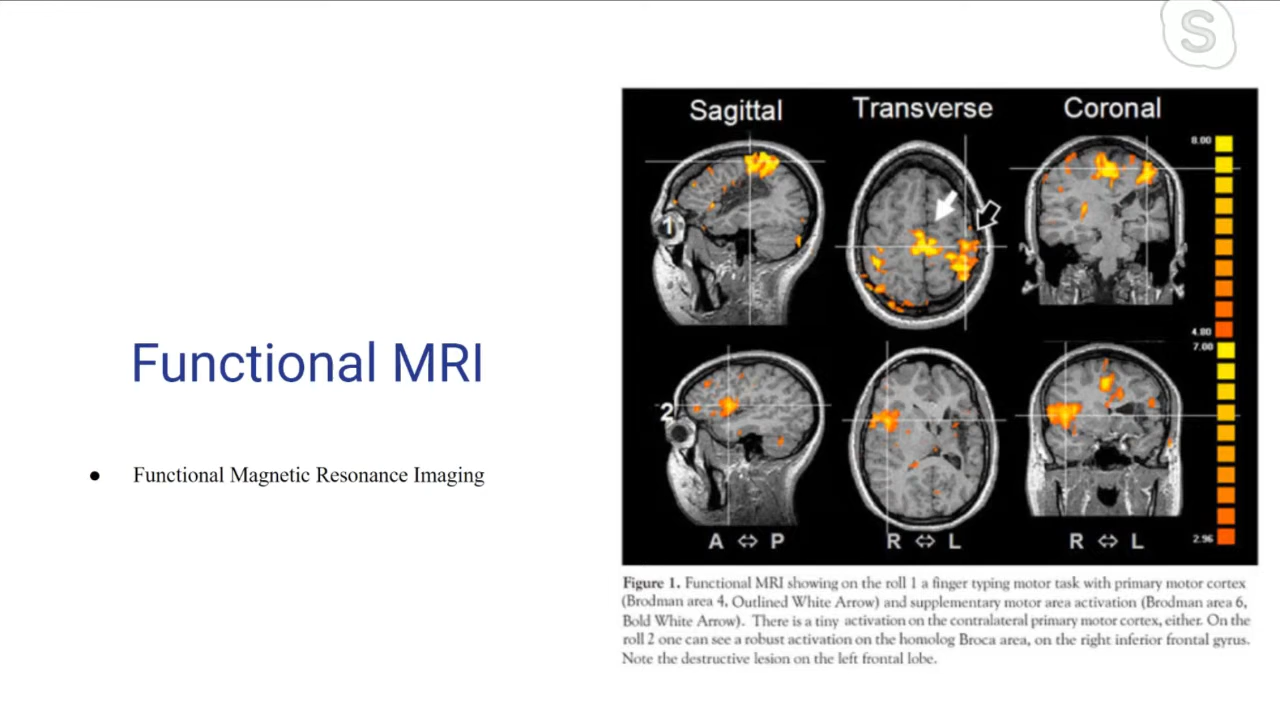 S
Sagittal Transverse Coronal
8.00
1
4.80
7.00
2
2.96
A ⇔ P R ⇔ L R ⇔ L
Functional MRI
● Functional Magnetic Resonance Imaging
Figure 1. Functional MRI showing on the roll 1 a finger typing motor task with primary motor cortex
(Brodman area 4, Outlined White Arrow) and supplementary motor area activation (Brodman area 6,
Bold White Arrow). There is a tiny activation on the contralateral primary motor cortex, either. On the
roll 2 one can see a robust activation on the homolog Broca area, on the right inferior frontal gyrus.
Note the destructive lesion on the left frontal lobe.